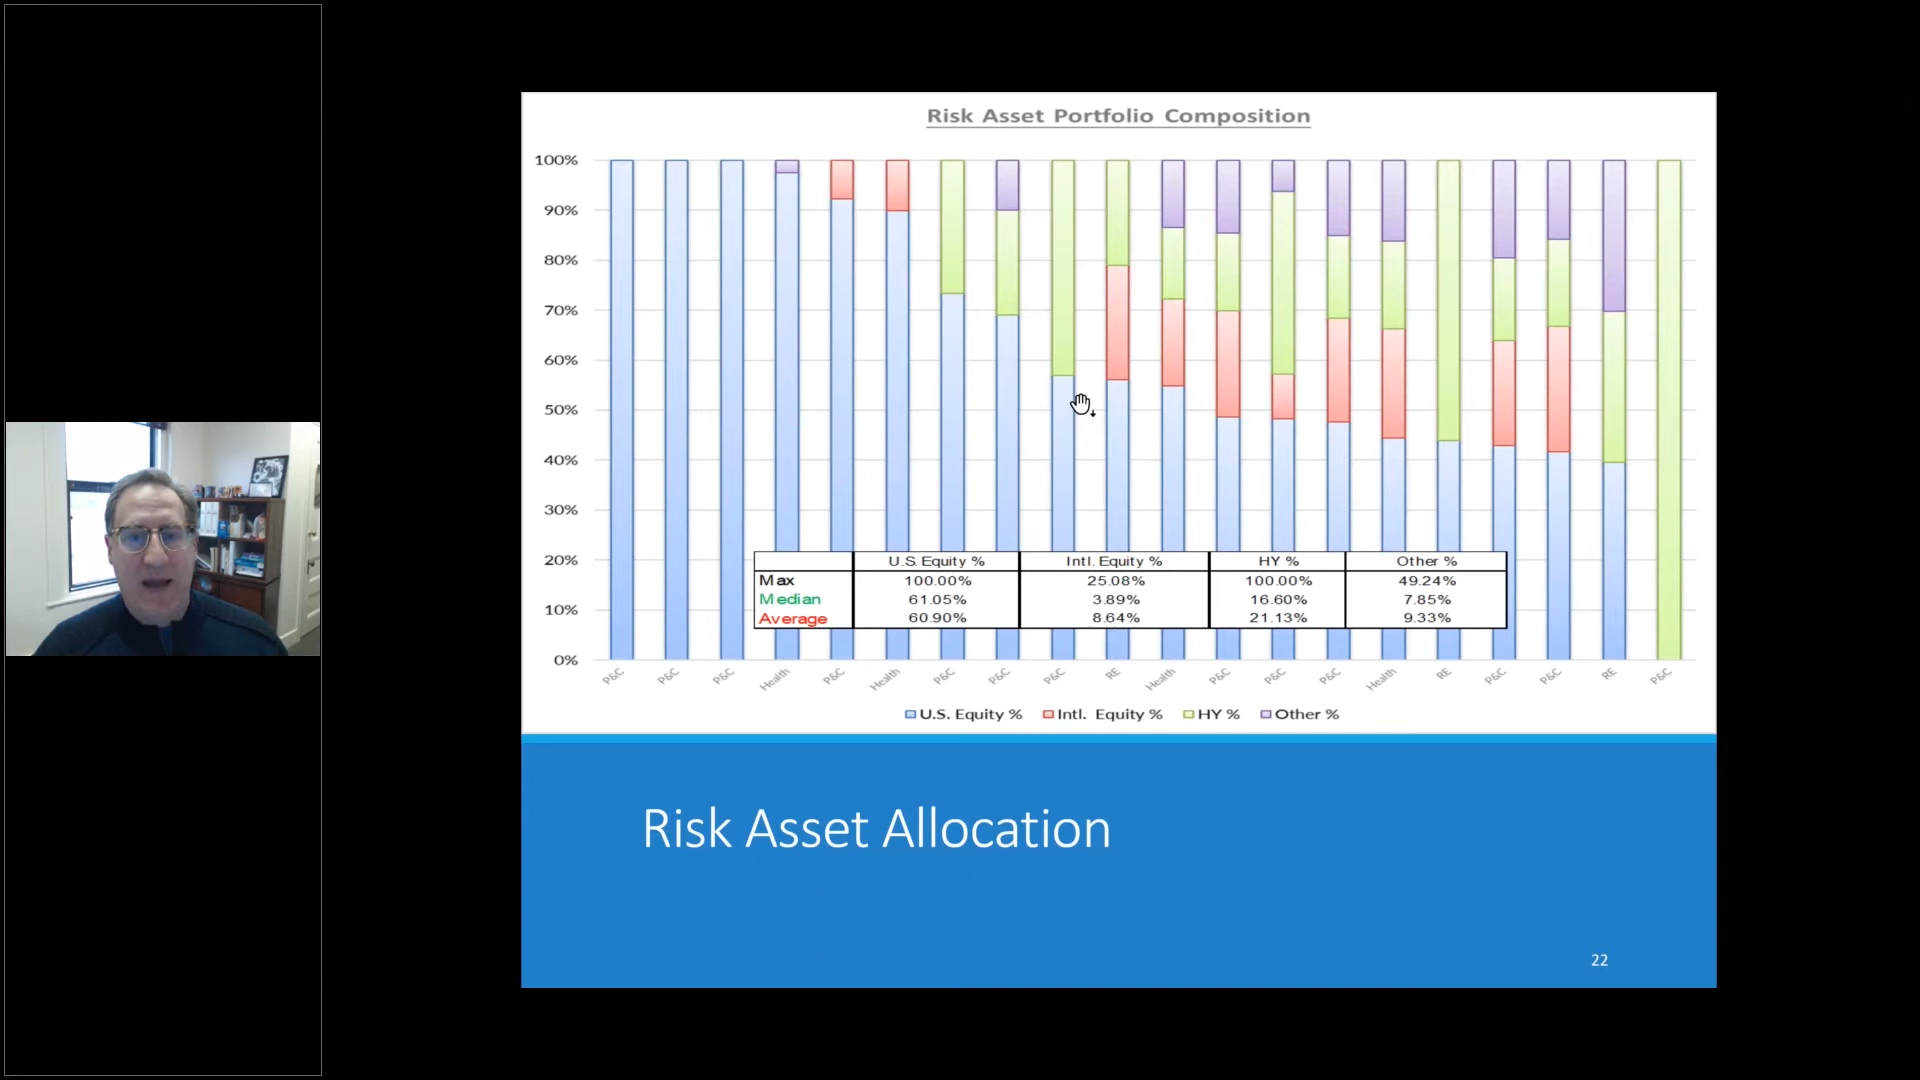 Risk Asset Portfolio Composition
100%
90%
80%
70%
60%
50%
40%
30%
20%
10%
0%
U.S. Equity % Intl. Equity % HY % Other %
Max 100.00% 25.08% 100.00% 49.24%
Median 61.05% 3.89% 16.60% 7.85%
Average 60.90% 8.64% 21.13% 9.33%
P&C P&C P&C Health P&C Health P&C P&C P&C RE Health P&C P&C P&C Health RE P&C P&C RE P&C
U.S. Equity % Intl. Equity % HY % Other %
Risk Asset Allocation
22